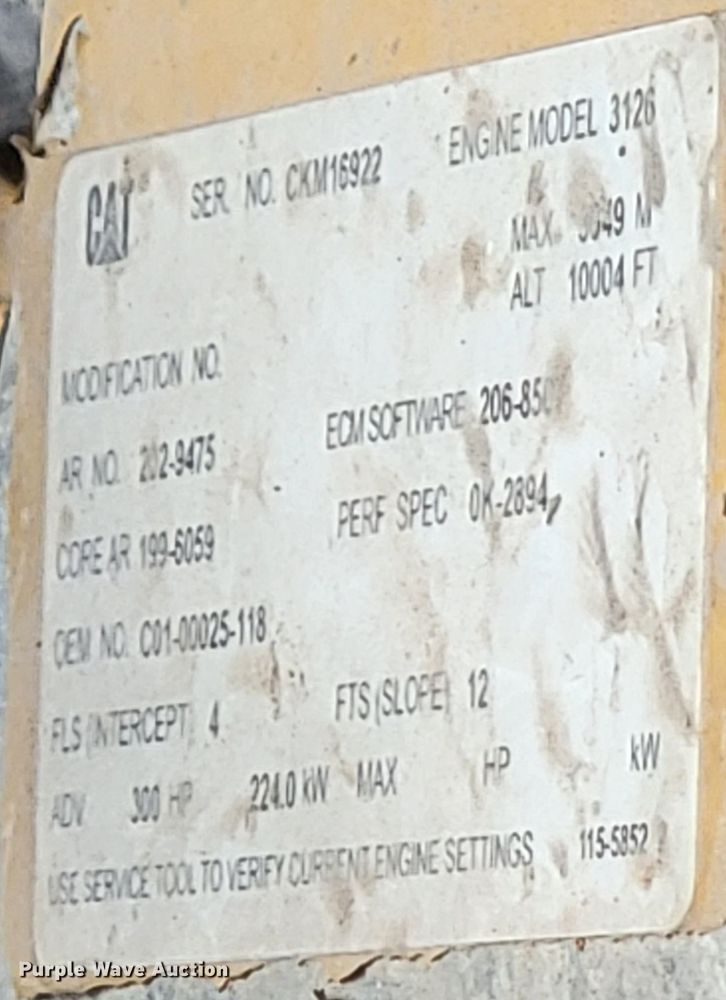 CAT SER. NO. CKM16922 ENGINE MODEL 3126
MAX. M
ALT 10004 FT
MODIFICATION NO.
AR NO. 202-9475
ECM SOFTWARE
CORE AR 199-6059
PERF SPEC 0K-2894
OEM NO. C01-00025-118
FLS (INTERCEPT) 4 FTS (SLOPE) 12
ADV 300 HP 224.0 kW MAX HP kW
USE SERVICE TOOL TO VERIFY CURRENT ENGINE SETTINGS 115-5852
Purple Wave Auction